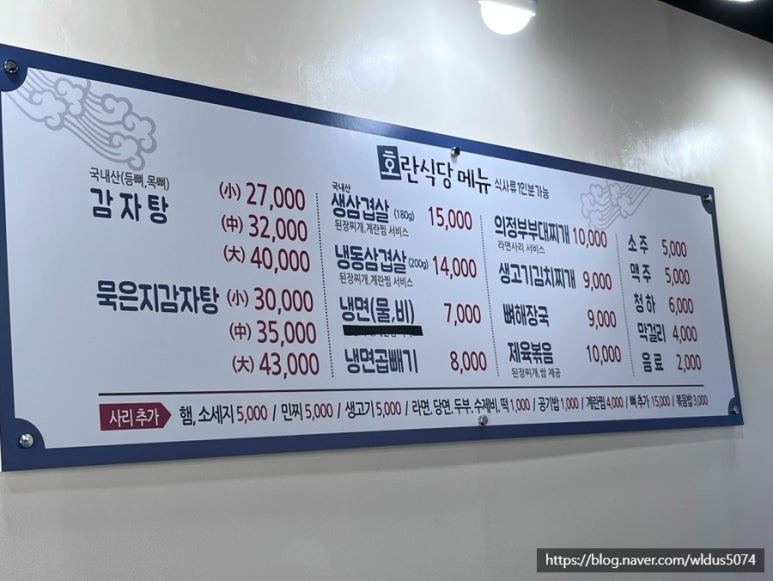 호란식당 메뉴 식사류 1인분가능
국내산(등뼈,목뼈)
감자탕 (小) 27,000
(中) 32,000
(大) 40,000
묵은지감자탕 (小) 30,000
(中) 35,000
(大) 43,000
국내산
생삼겹살 (180g) 15,000
된장찌개,계란찜 서비스
냉동삼겹살 (200g) 14,000
된장찌개,계란찜 서비스
냉면(물,비) 7,000
냉면곱빼기 8,000
의정부부대찌개 10,000
라면사리 서비스
생고기김치찌개 9,000
뼈해장국 9,000
제육볶음 10,000
된장찌개,쌈 제공
소주 5,000
맥주 5,000
청하 6,000
막걸리 4,000
음료 2,000
사리 추가 햄, 소세지 5,000 / 민찌 5,000 / 생고기 5,000 / 라면. 당면. 두부. 수제비. 떡 1,000 / 공기밥 1,000 / 계란찜 4,000 / 뼈 추가 15,000 / 볶음밥 3,000
https://blog.naver.com/wldus5074